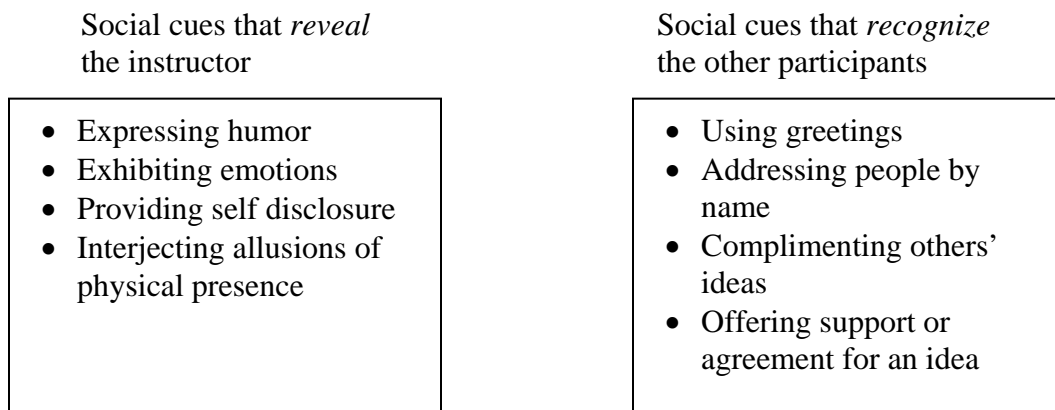 Social cues that reveal
the instructor
• Expressing humor
• Exhibiting emotions
• Providing self disclosure
• Interjecting allusions of
physical presence
Social cues that recognize
the other participants
• Using greetings
• Addressing people by
name
• Complimenting others’
ideas
• Offering support or
agreement for an idea